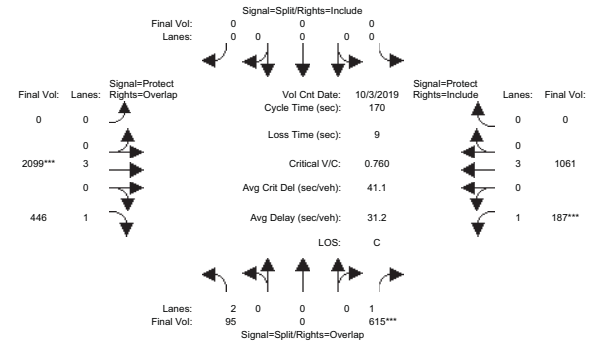 Signal=Split/Rights=Include
Final Vol: 0 0 0
Lanes: 0 0 0 0 0
Signal=Protect Signal=Protect
Final Vol: Lanes: Rights=Overlap Vol Cnt Date: 10/3/2019 Rights=Include Lanes: Final Vol:
Cycle Time (sec): 170
0 0 0 0
Loss Time (sec): 9
0 0
2099*** 3 Critical V/C: 0.760 3 1061
0 Avg Crit Del (sec/veh): 41.1 0
446 1 Avg Delay (sec/veh): 31.2 1 187***
LOS: C
Lanes: 2 0 0 0 1
Final Vol: 95 0 615***
Signal=Split/Rights=Overlap